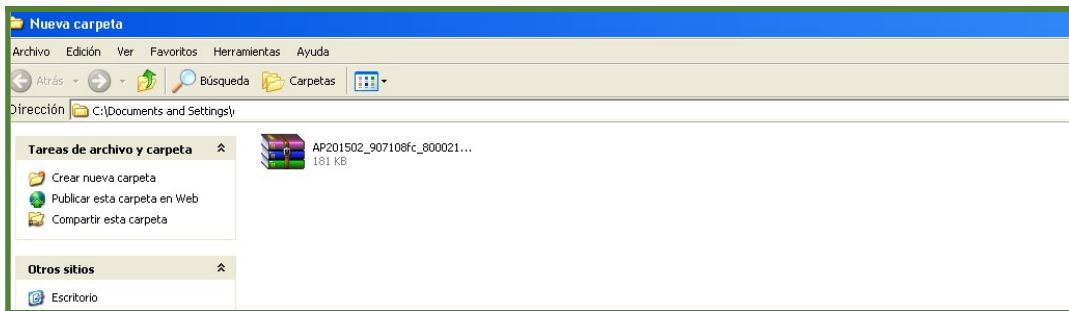 Nueva carpeta
Archivo Edición Ver Favoritos Herramientas Ayuda
Atrás Búsqueda Carpetas
Dirección C:\Documents and Settings\
Tareas de archivo y carpeta
Crear nueva carpeta
Publicar esta carpeta en Web
Compartir esta carpeta
AP201502_907108fc_800021...
181 KB
Otros sitios
Escritorio